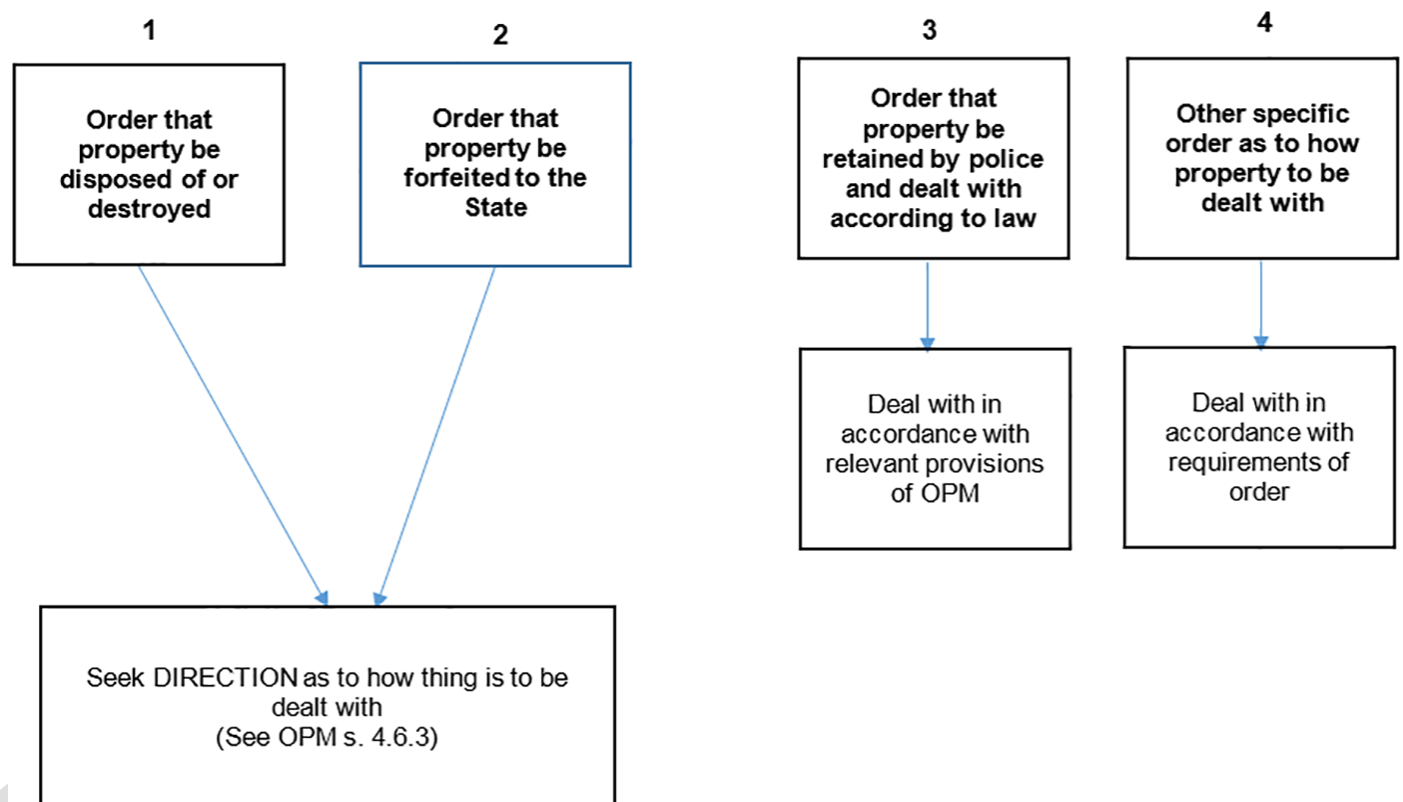 1
Order that
property be
disposed of or
destroyed
2
Order that
property be
forfeited to the
State
3
Order that
property be
retained by police
and dealt with
according to law
4
Other specific
order as to how
property to be
dealt with
Deal with in
accordance with
relevant provisions
of OPM
Deal with in
accordance with
requirements of
order
Seek DIRECTION as to how thing is to be
dealt with
(See OPM s. 4.6.3)